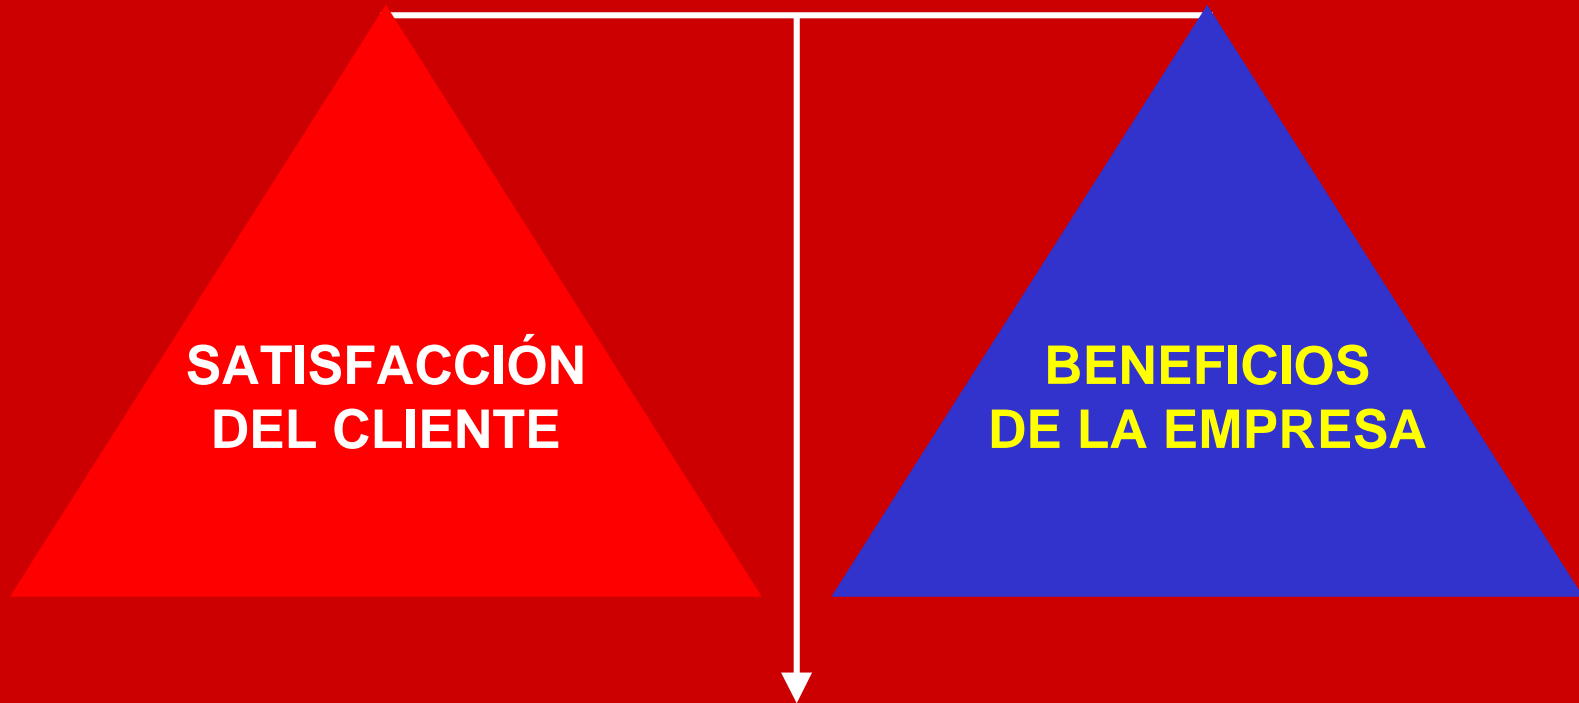 SATISFACCIÓN
DEL CLIENTE
BENEFICIOS
DE LA EMPRESA